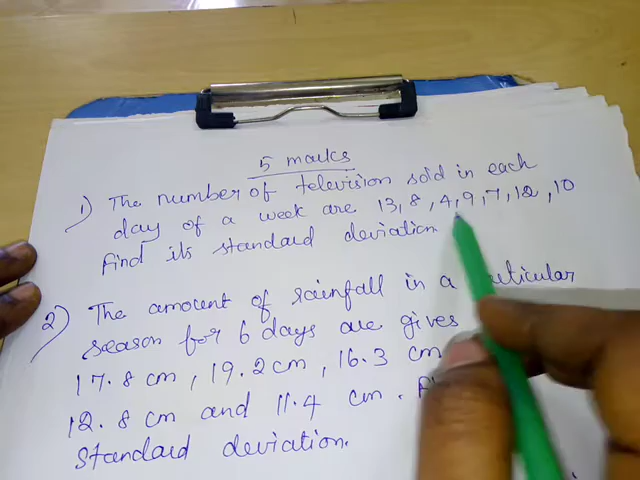 5 marks
1) The number of television sold in each
day of a week are 13, 8, 4, 9, 7, 12, 10
find its standard deviation
2) The amount of rainfall in a
season for 6 days are gives
17.8 cm, 19.2 cm, 16.3 cm
12.8 cm and 11.4 cm.
standard deviation.